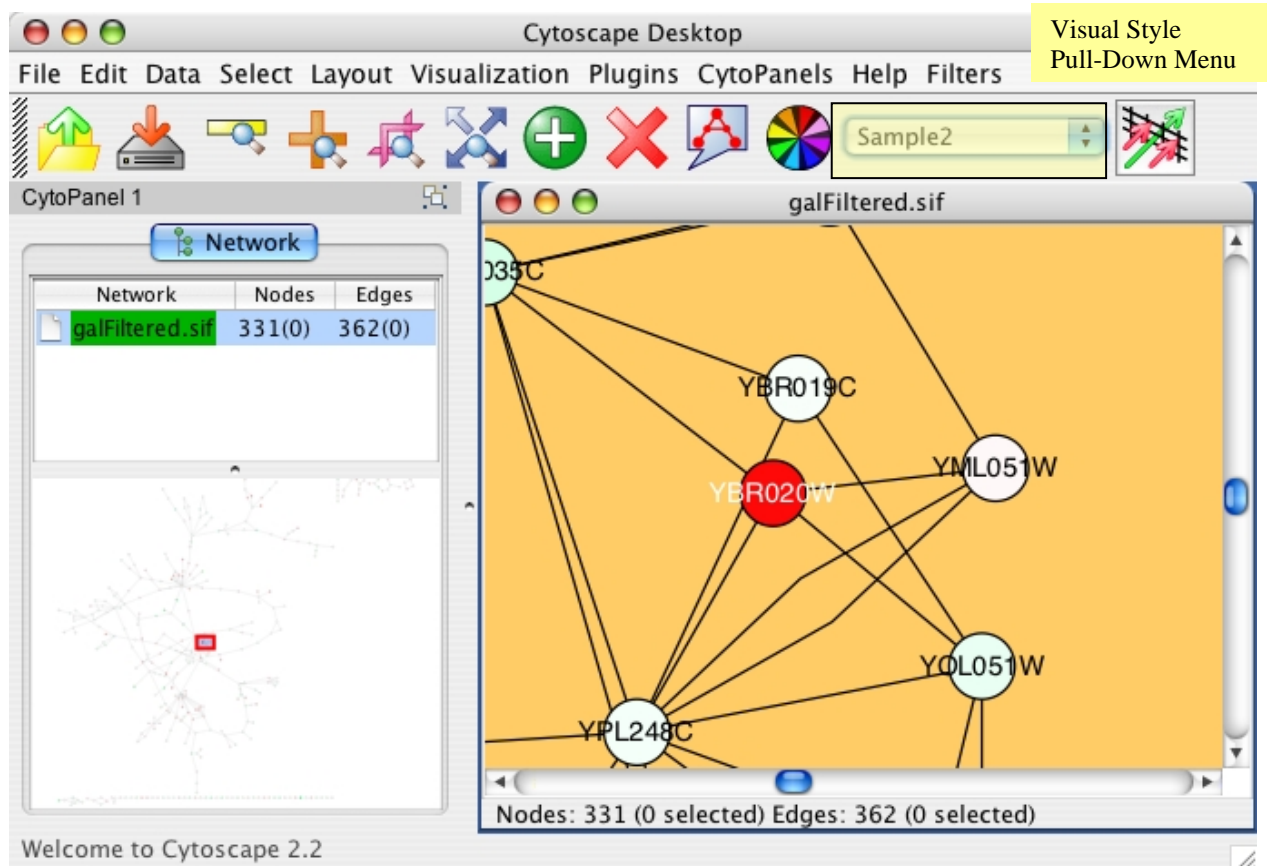 Cytoscape Desktop
Visual Style
Pull-Down Menu
File Edit Data Select Layout Visualization Plugins CytoPanels Help Filters
Sample2
CytoPanel 1
Network
Network Nodes Edges
galFiltered.sif 331(0) 362(0)
galFiltered.sif
035C
YBR019C
YML051W
YBR020W
YOL051W
YPL248C
Nodes: 331 (0 selected) Edges: 362 (0 selected)
Welcome to Cytoscape 2.2